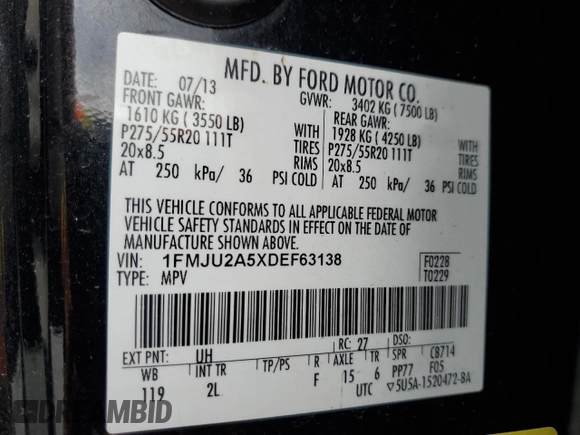 MFD. BY FORD MOTOR CO.
DATE: 07/13 GVWR: 3402 KG ( 7500 LB)
FRONT GAWR: REAR GAWR:
1610 KG ( 3550 LB) WITH 1928 KG ( 4250 LB) WITH
P275/55R20 111T TIRES P275/55R20 111T TIRES
20x8.5 RIMS 20x8.5 RIMS
AT 250 kPa/ 36 PSI COLD AT 250 kPa/ 36 PSI COLD
THIS VEHICLE CONFORMS TO ALL APPLICABLE FEDERAL MOTOR
VEHICLE SAFETY STANDARDS IN EFFECT ON THE DATE OF
MANUFACTURE SHOWN ABOVE.
VIN: 1FMJU2A5XDEF63138 F0228
TYPE: MPV T0229
EXT PNT: UH RC: 27 DSO:
WB INT TR TP/PS R AXLE TR SPR C8714
119 2L F 15 6 PP77 F05
UTC ▽5U5A-1520472-BA
DREAMBID